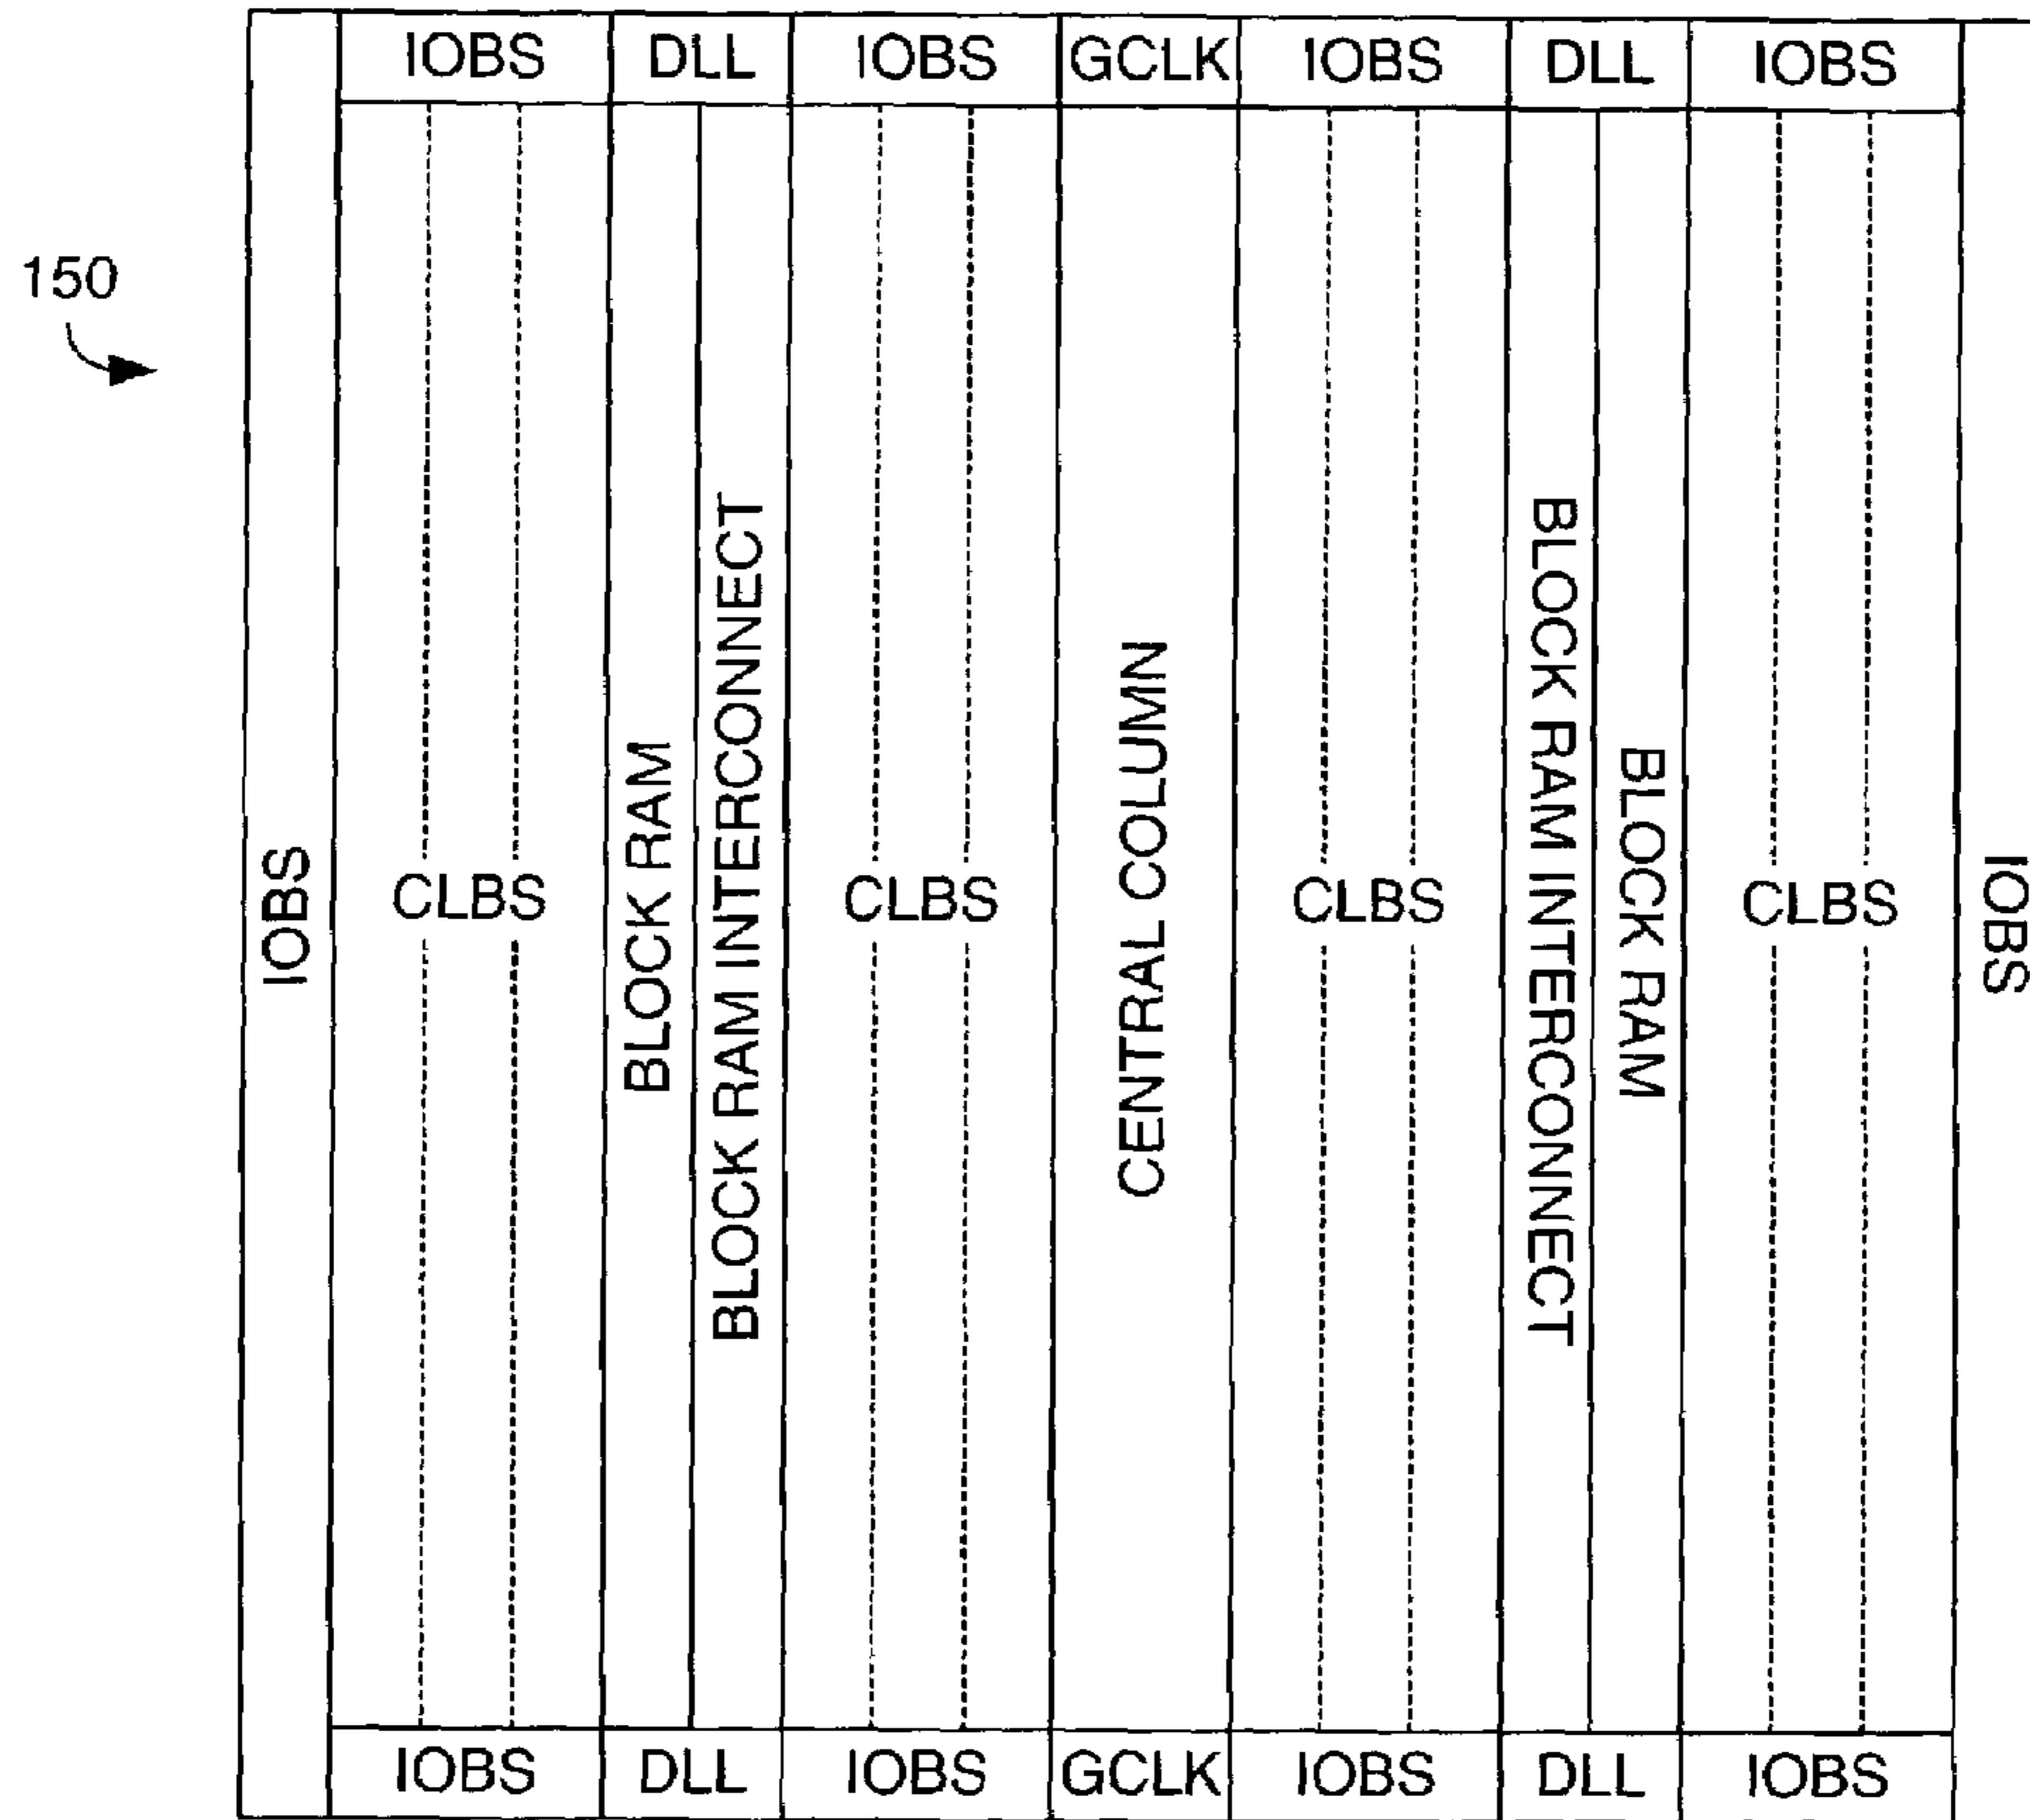 IOBS DLL IOBS GCLK IOBS DLL IOBS
150
IOBS
CLBS
BLOCK RAM
BLOCK RAM INTERCONNECT
CLBS
CENTRAL COLUMN
CLBS
BLOCK RAM INTERCONNECT
BLOCK RAM
CLBS
IOBS
IOBS DLL IOBS GCLK IOBS DLL IOBS